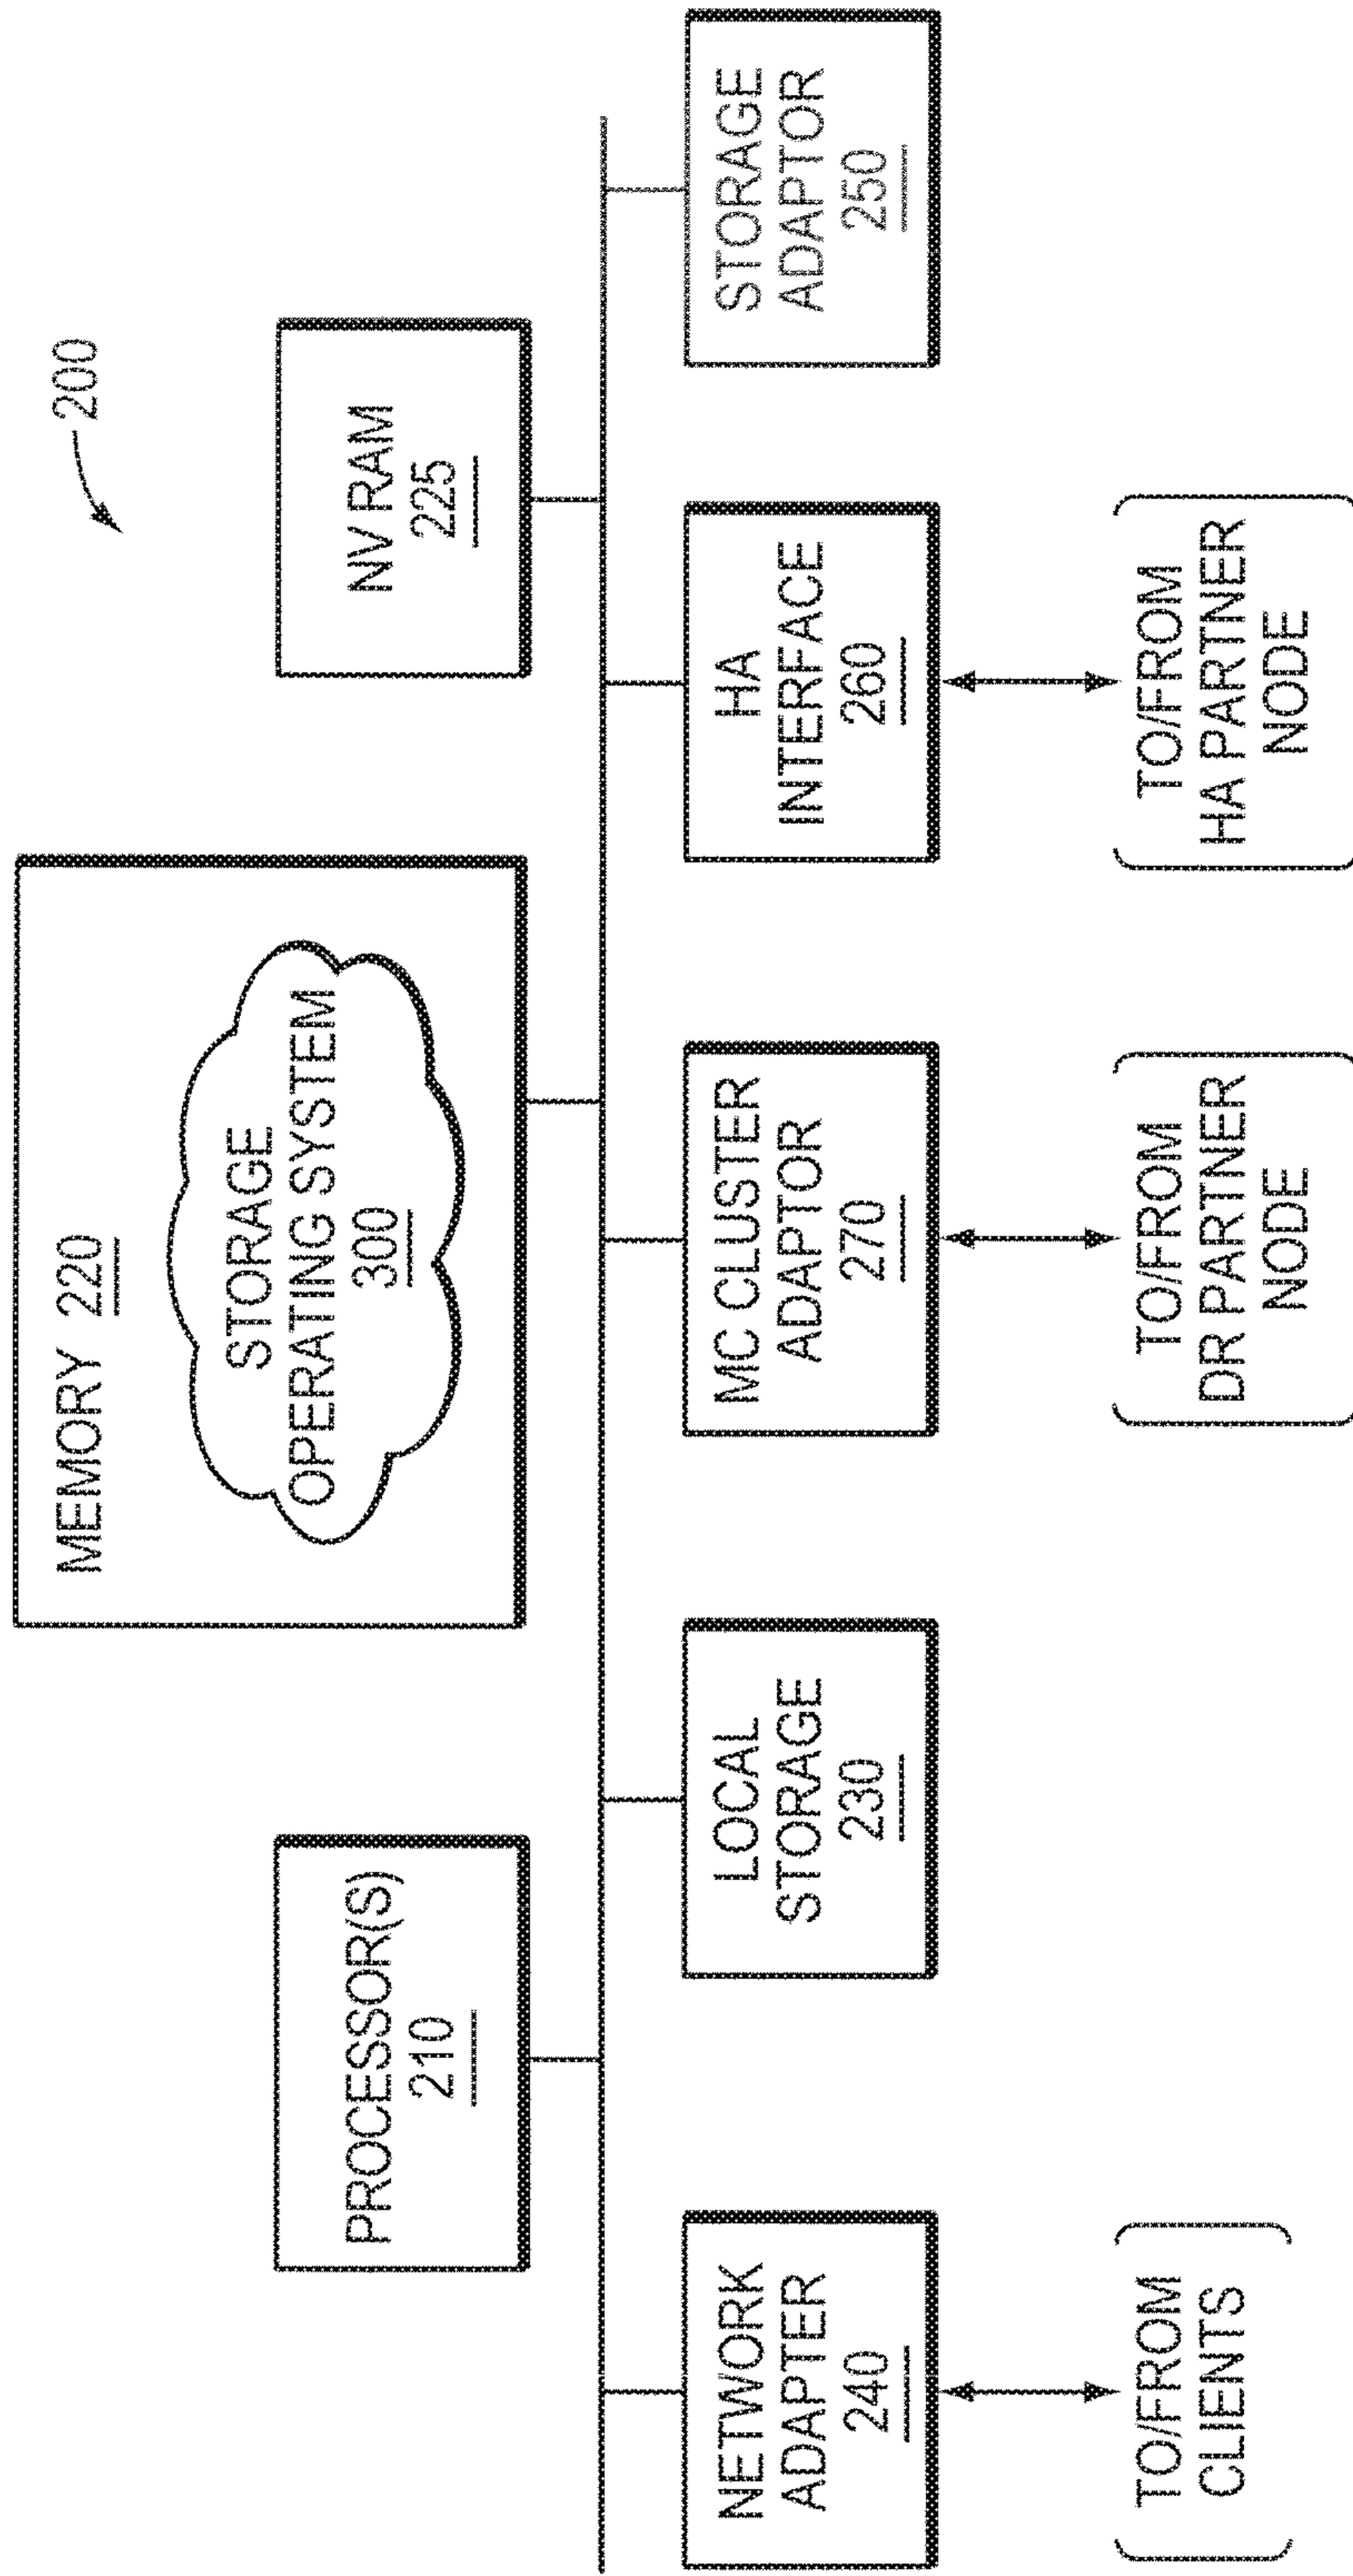 200
MEMORY 220
STORAGE
OPERATING SYSTEM
300
PROCESSOR(S)
210
NV RAM
225
NETWORK
ADAPTER
240
LOCAL
STORAGE
230
MC CLUSTER
ADAPTOR
270
HA
INTERFACE
260
STORAGE
ADAPTOR
250
TO/FROM
CLIENTS
TO/FROM
DR PARTNER
NODE
TO/FROM
HA PARTNER
NODE